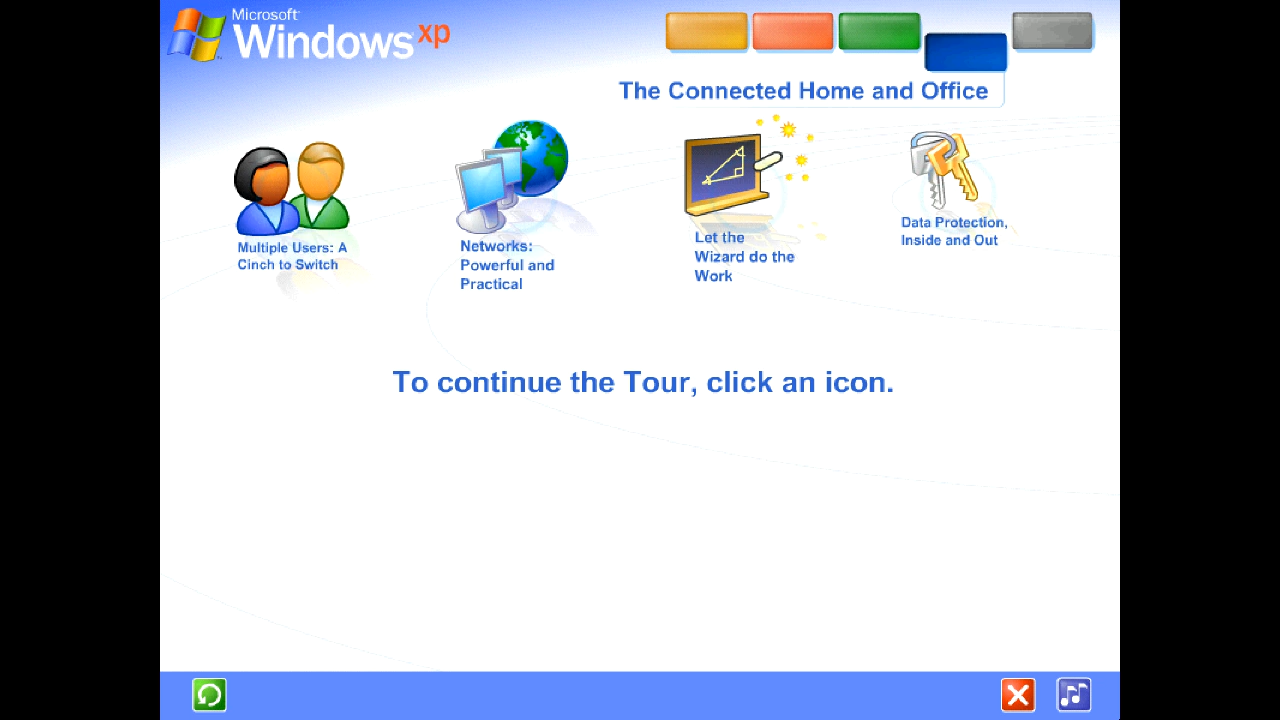 Microsoft
Windows xp
The Connected Home and Office
Multiple Users: A
Cinch to Switch
Networks:
Powerful and
Practical
Let the
Wizard do the
Work
Data Protection,
Inside and Out
To continue the Tour, click an icon.